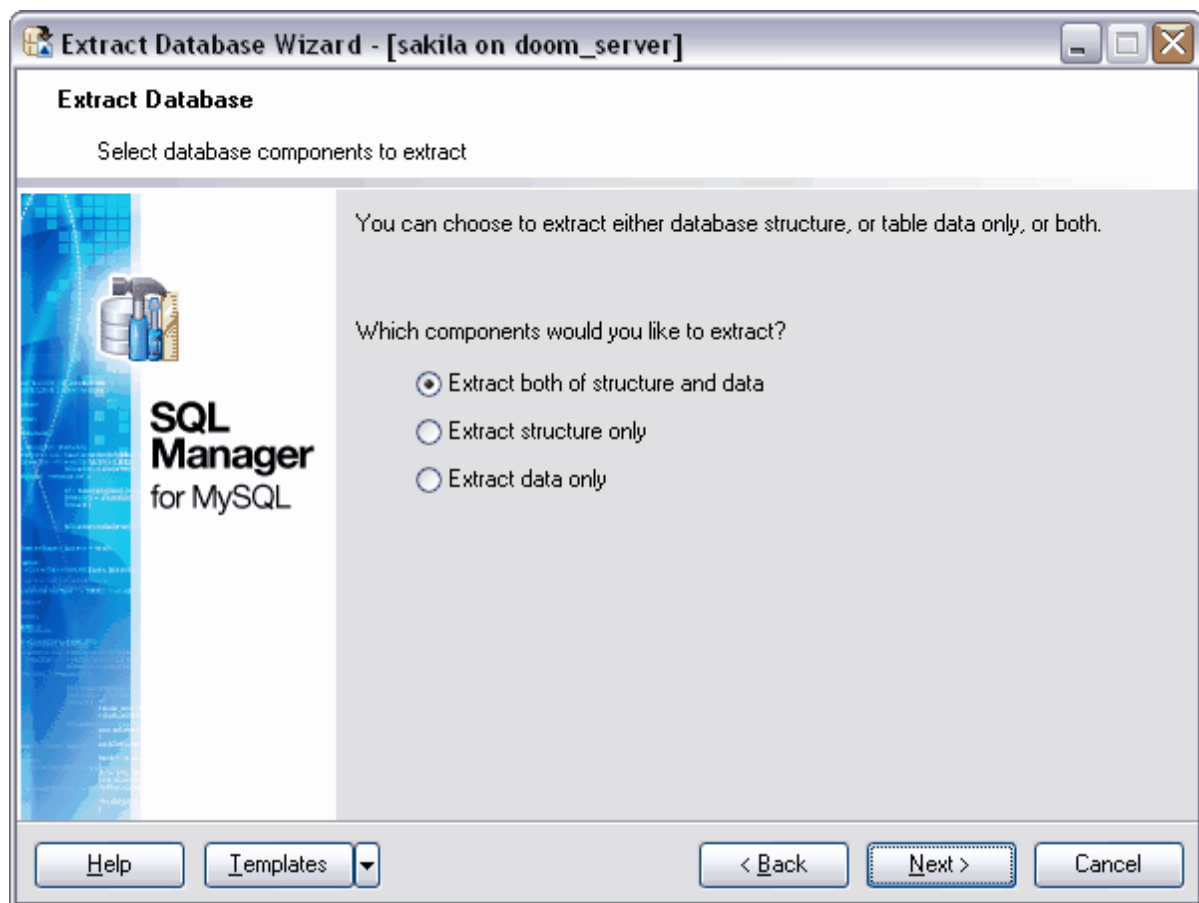 Extract Database Wizard - [sakila on doom_server]
Extract Database
Select database components to extract
You can choose to extract either database structure, or table data only, or both.
Which components would you like to extract?
Extract both of structure and data
Extract structure only
Extract data only
SQL
Manager
for MySQL
Help
Templates
< Back
Next >
Cancel